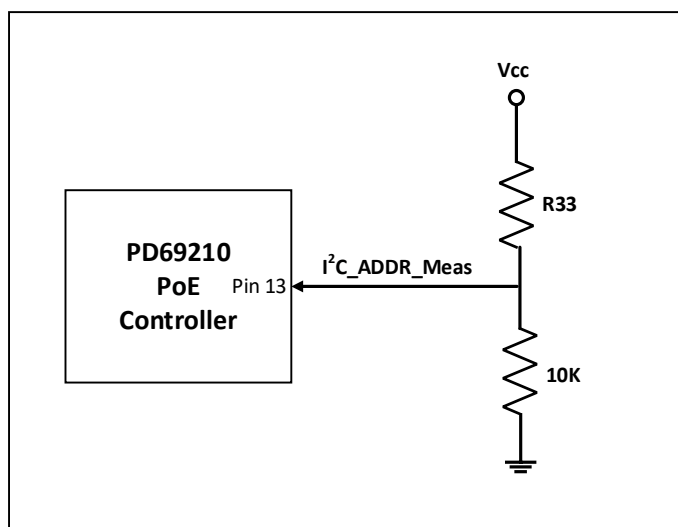 Vcc
R33
PD69210
PoE
Controller
Pin 13
I²C_ADDR_Meas
10K